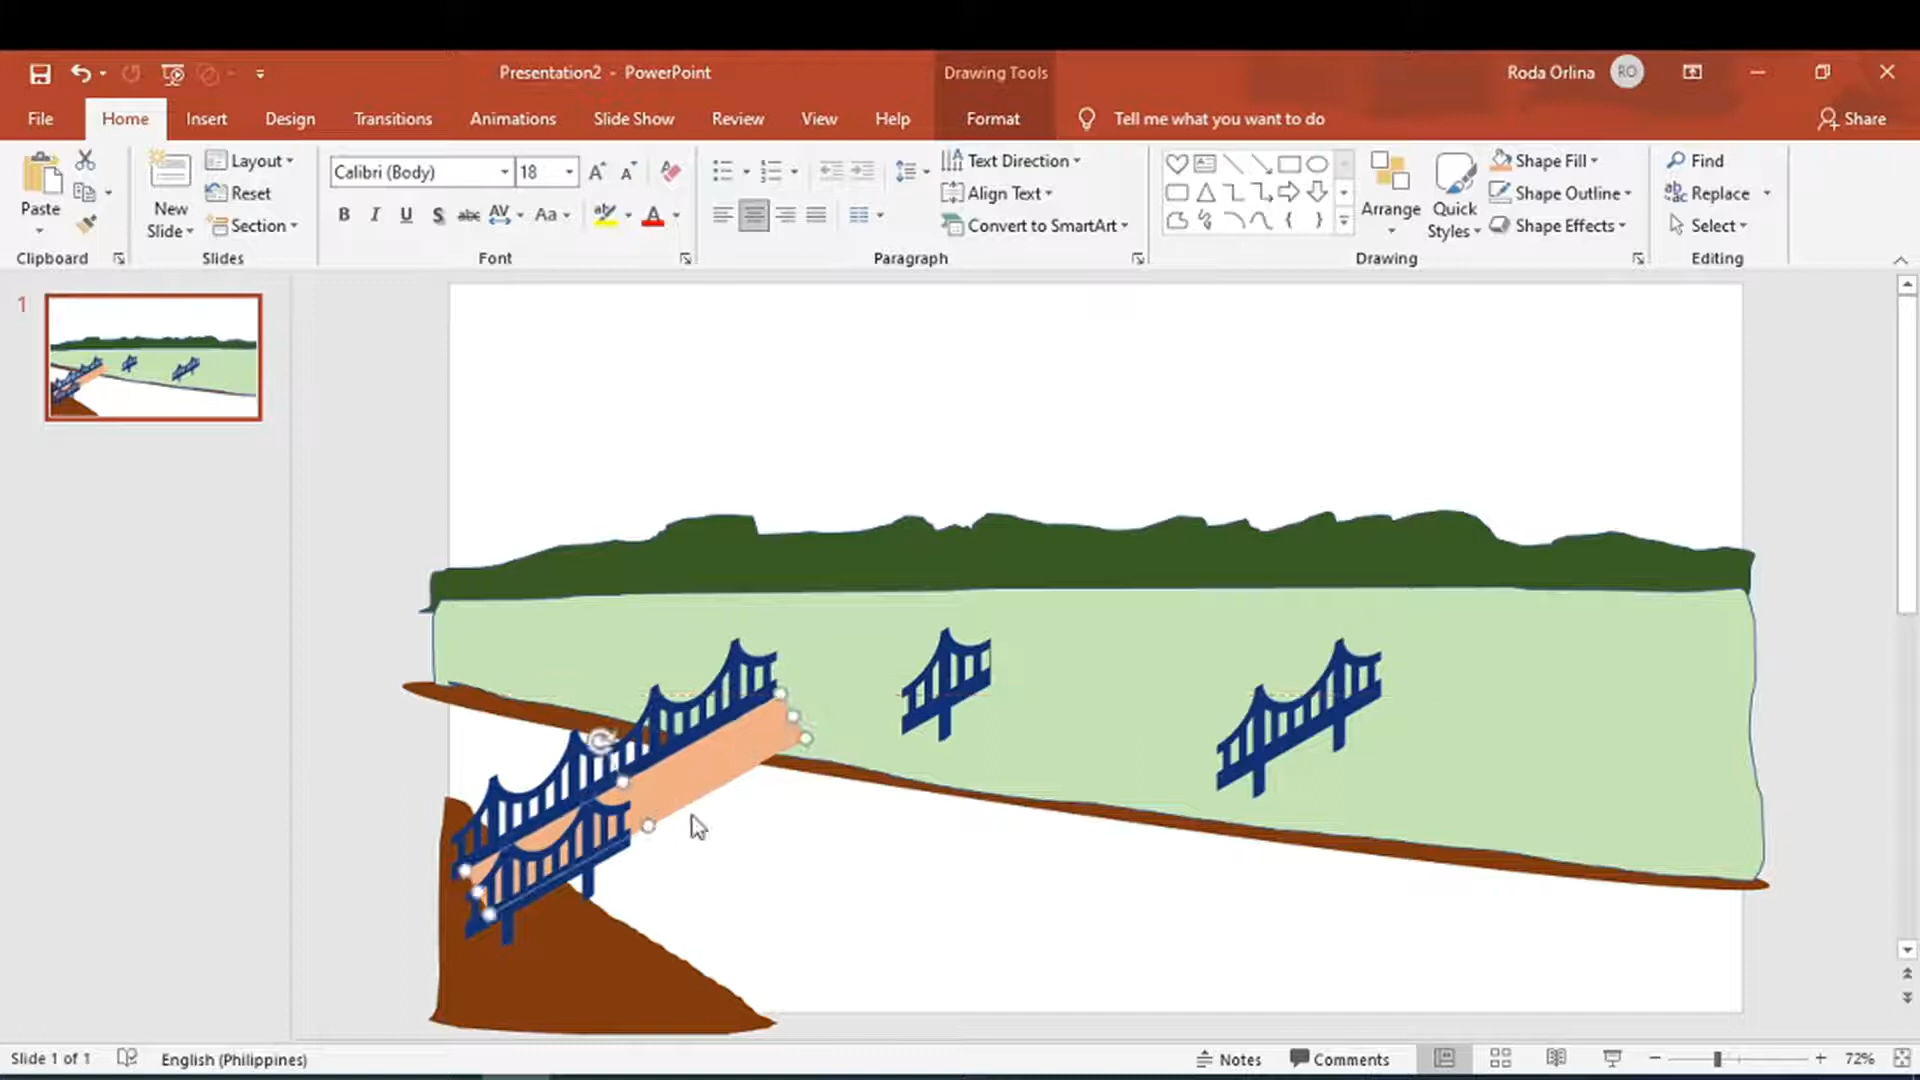 Presentation2 - PowerPoint
Drawing Tools
Roda Orlina
RO
File
Home
Insert
Design
Transitions
Animations
Slide Show
Review
View
Help
Format
Tell me what you want to do
Share
Paste
New
Slide
Layout
Reset
Section
Calibri (Body)
18
B
I
U
S
abc
AV
Aa
A
Text Direction
Align Text
Convert to SmartArt
Arrange
Quick
Styles
Shape Fill
Shape Outline
Shape Effects
Find
Replace
Select
Clipboard
Slides
Font
Paragraph
Drawing
Editing
1
Slide 1 of 1
English (Philippines)
Notes
Comments
72%